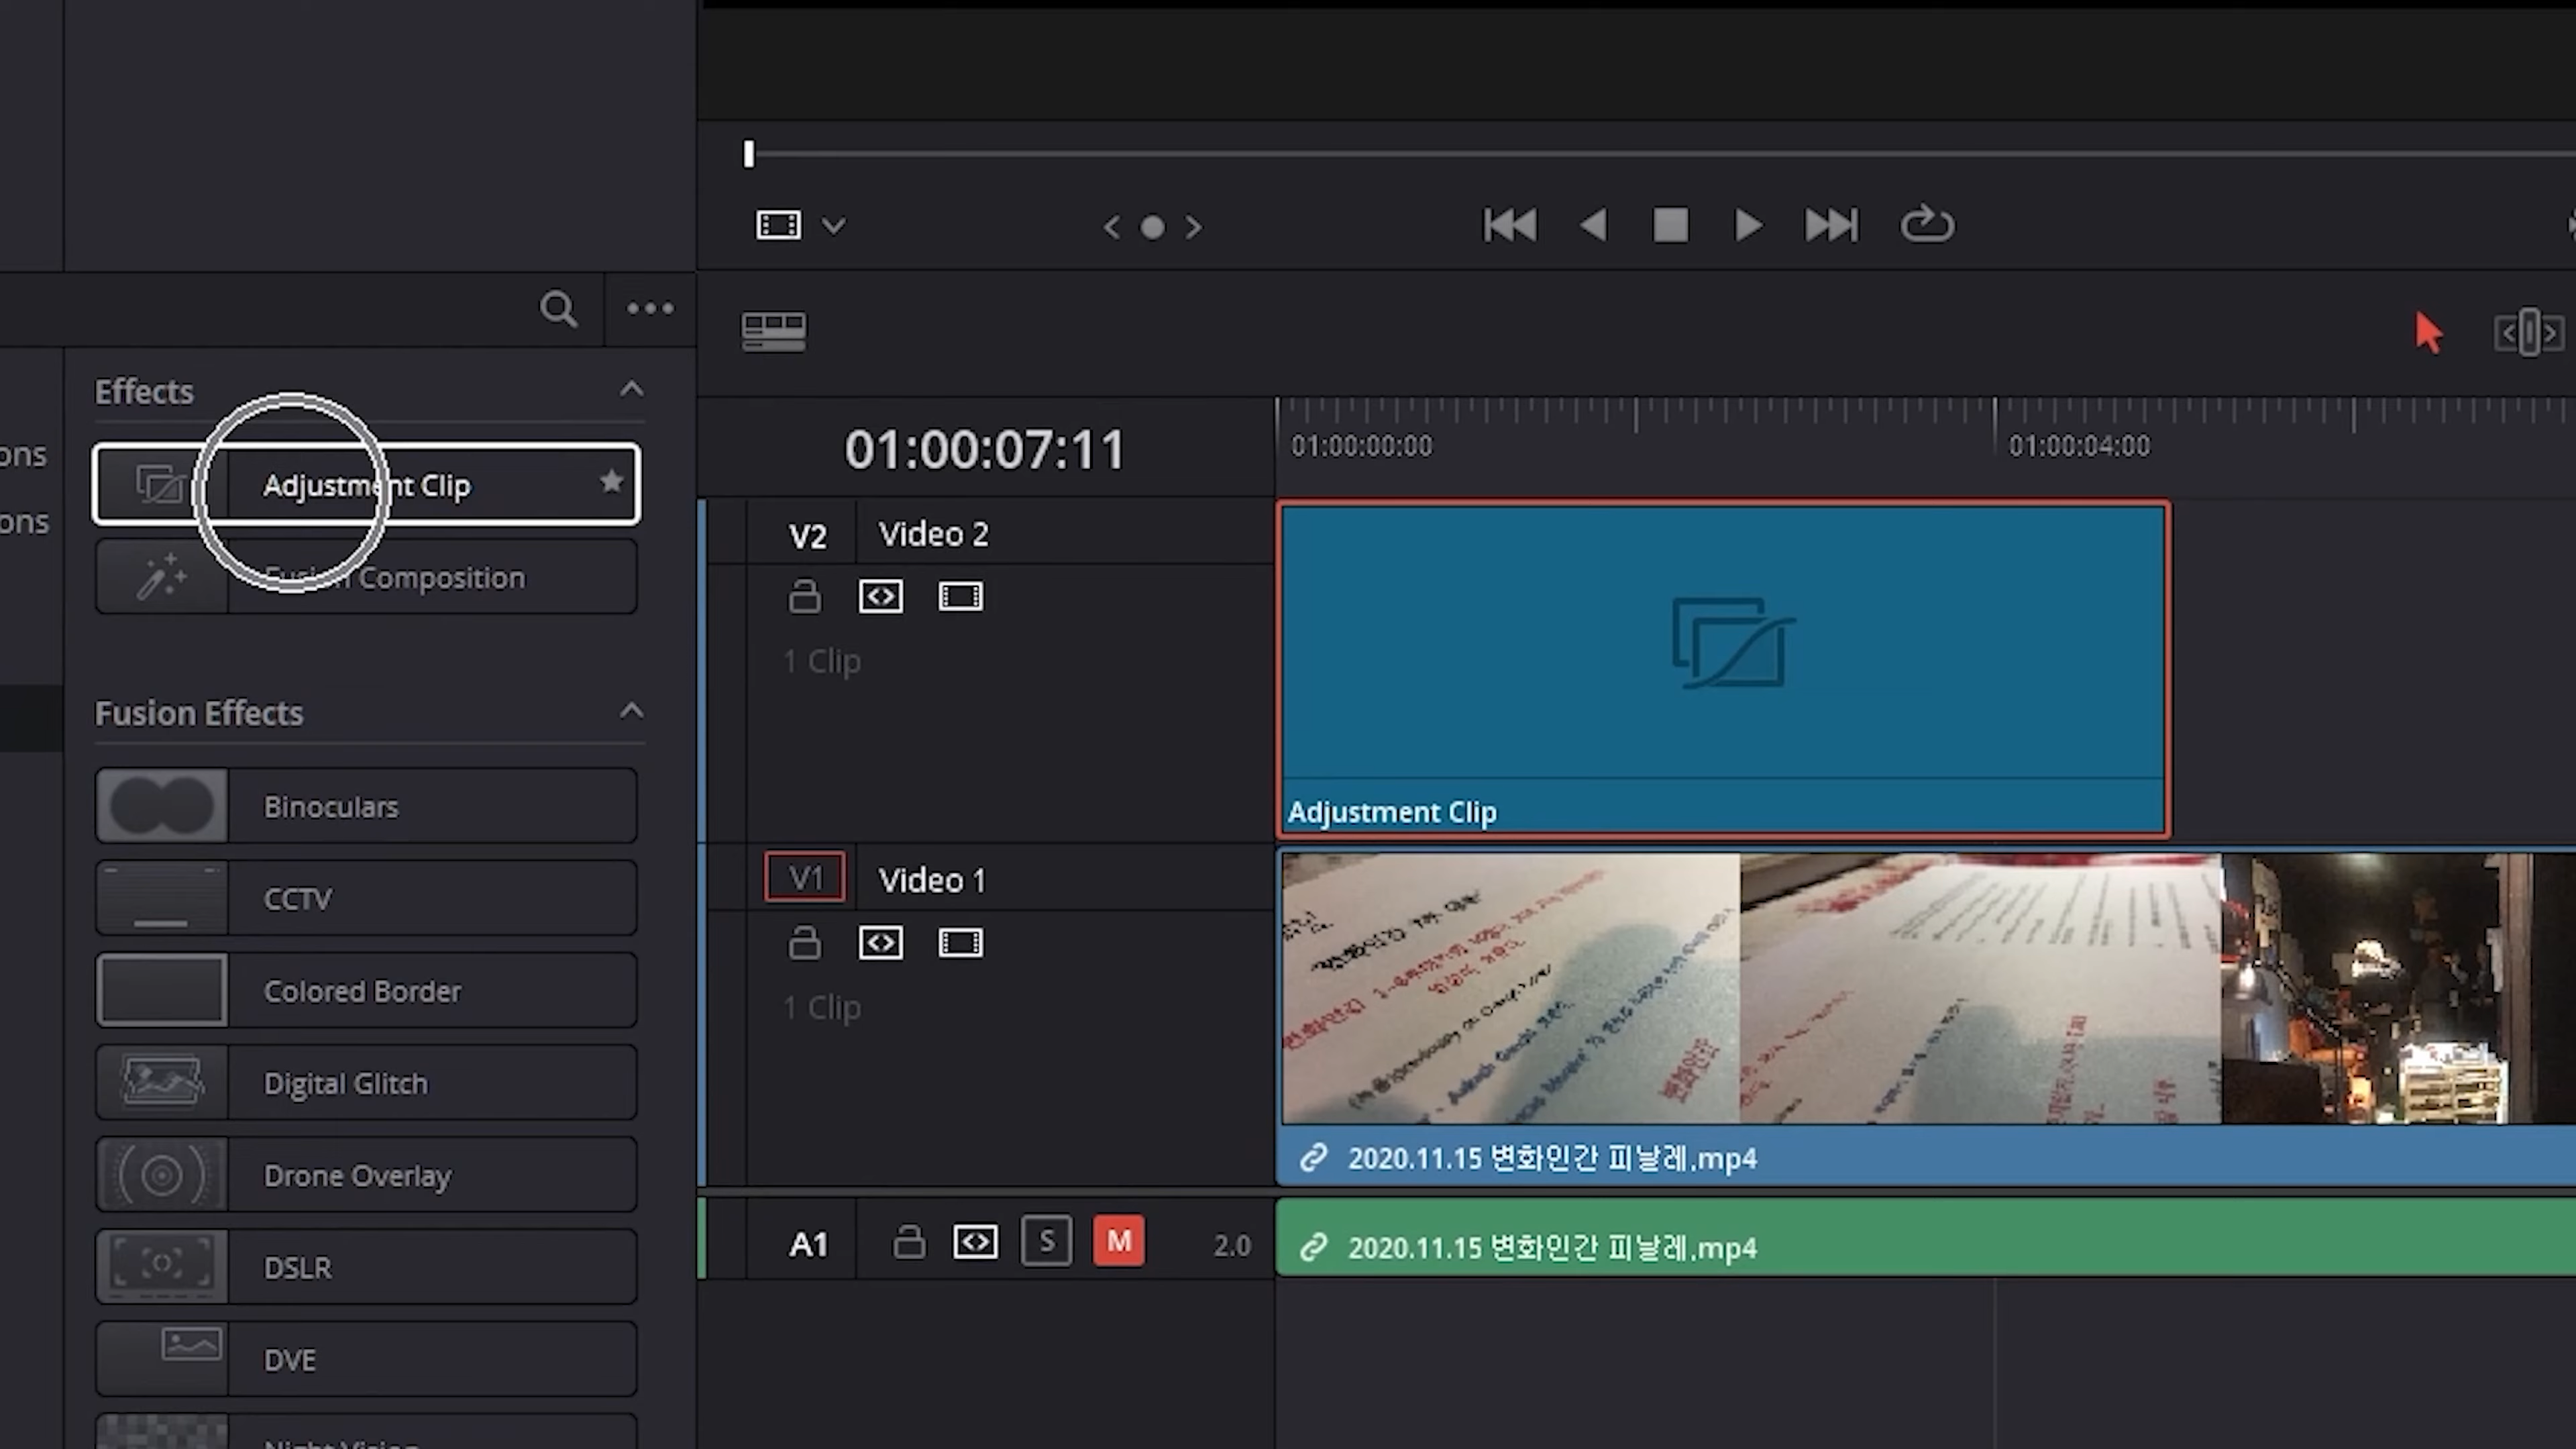 Effects
ons
Adjustment Clip
ons
Fusion Composition
Fusion Effects
Binoculars
CCTV
Colored Border
Digital Glitch
Drone Overlay
DSLR
DVE
Night Vision
01:00:07:11
01:00:00:00
01:00:04:00
V2
Video 2
1 Clip
Adjustment Clip
V1
Video 1
1 Clip
2020.11.15 변화인간 피날레.mp4
A1
S
M
2.0
2020.11.15 변화인간 피날레.mp4